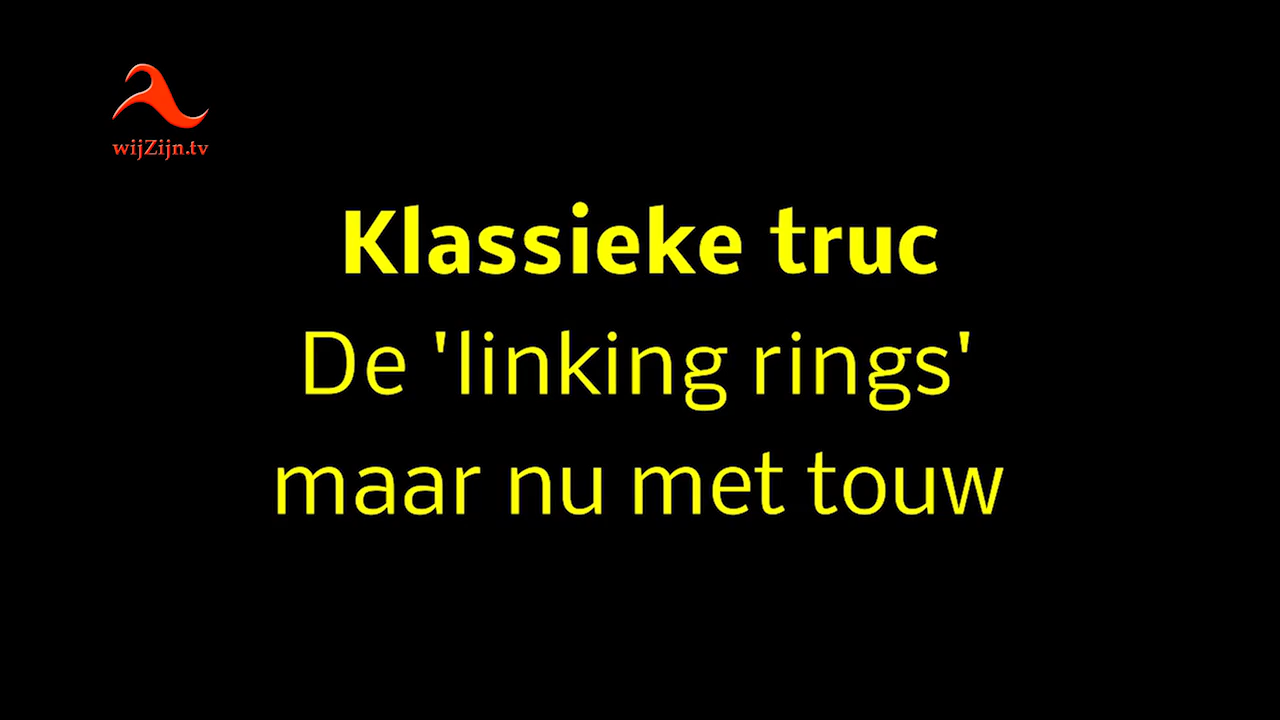 wijZijn.tv
Klassieke truc
De 'linking rings'
maar nu met touw